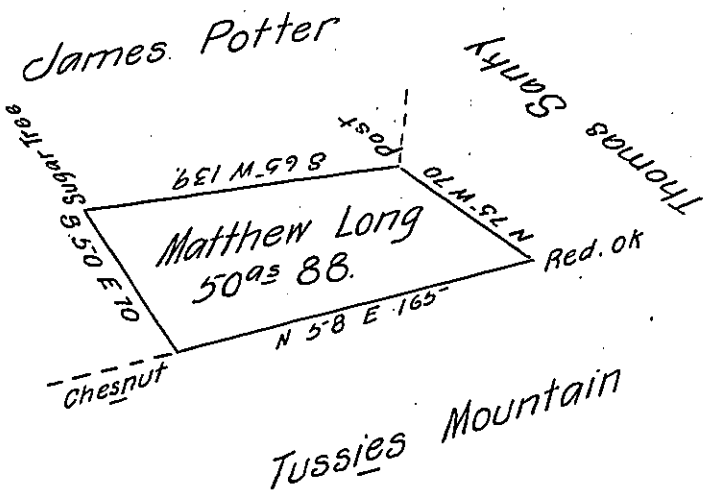 James. Potter
Thomas Sanky
Sugar Tree
Post
S 65 W 139.
N 75 W 70
Matthew Long
50as 88.
Red. ok
S. 50 E 70
N 58 E 165
Chesnut
Tussies Mountain